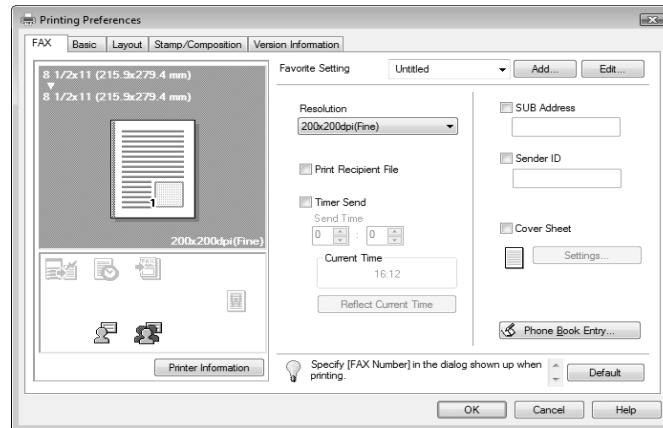 Printing Preferences
FAX Basic Layout Stamp/Composition Version Information
8 1/2x11 (215.9x279.4 mm)
8 1/2x11 (215.9x279.4 mm)
1
200x200dpi(Fine)
FAX
Printer Information
Favorite Setting Untitled Add... Edit...
Resolution
200x200dpi(Fine)
Print Recipient File
Timer Send
Send Time
0 : 0
Current Time
16:12
Reflect Current Time
SUB Address
Sender ID
Cover Sheet
Settings...
Phone Book Entry...
Specify [FAX Number] in the dialog shown up when
printing.
Default
OK Cancel Help